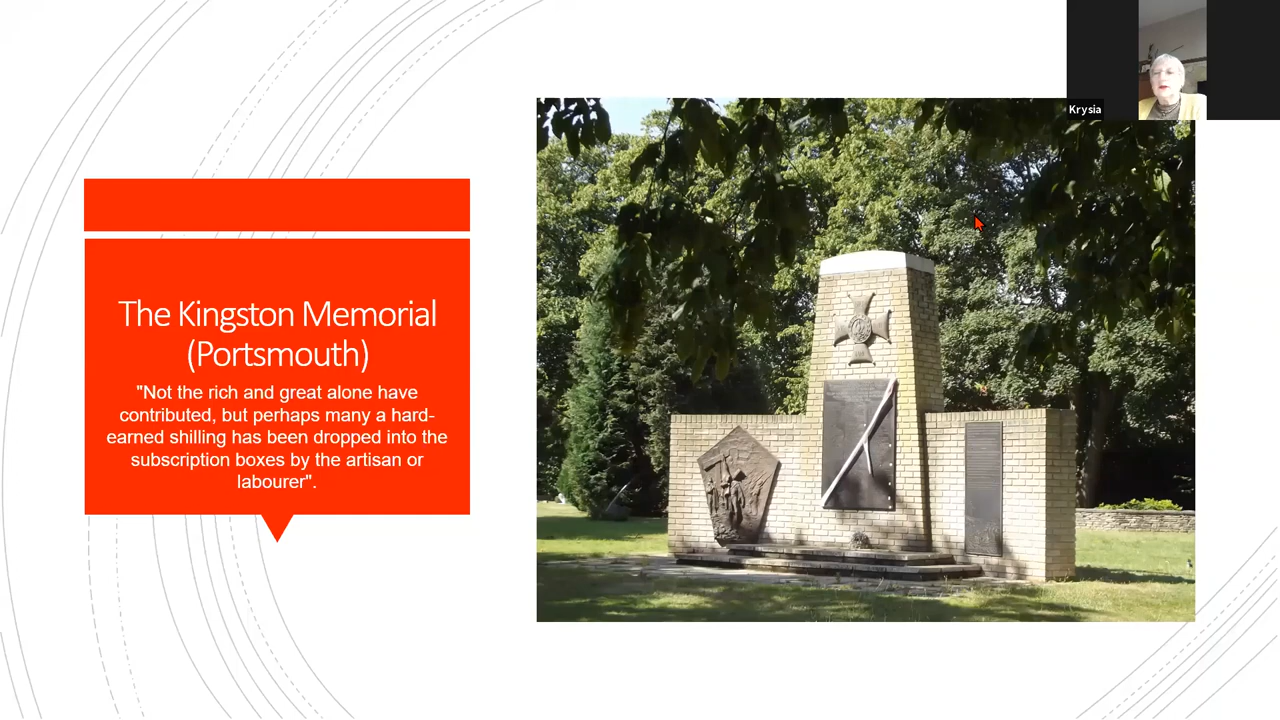 Krysia
The Kingston Memorial
(Portsmouth)
"Not the rich and great alone have
contributed, but perhaps many a hard-
earned shilling has been dropped into the
subscription boxes by the artisan or
labourer".